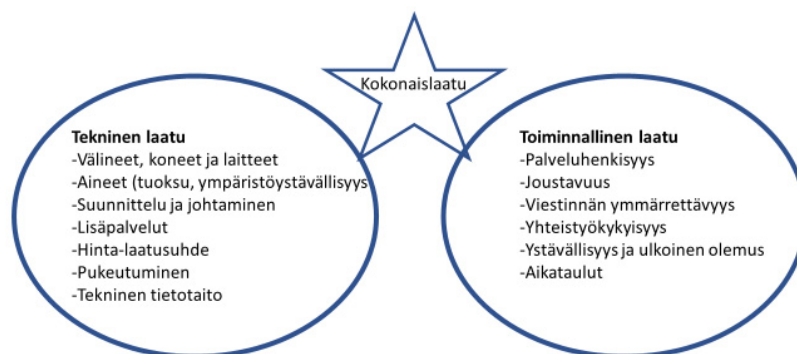 Kokonaislaatu
Tekninen laatu
-Välineet, koneet ja laitteet
-Aineet (tuoksu, ympäristöystävällisyys
-Suunnittelu ja johtaminen
-Lisäpalvelut
-Hinta-laatusuhde
-Pukeutuminen
-Tekninen tietotaito
Toiminnallinen laatu
-Palveluhenkisyys
-Joustavuus
-Viestinnän ymmärrettävyys
-Yhteistyökykyisyys
-Ystävällisyys ja ulkoinen olemus
-Aikataulut